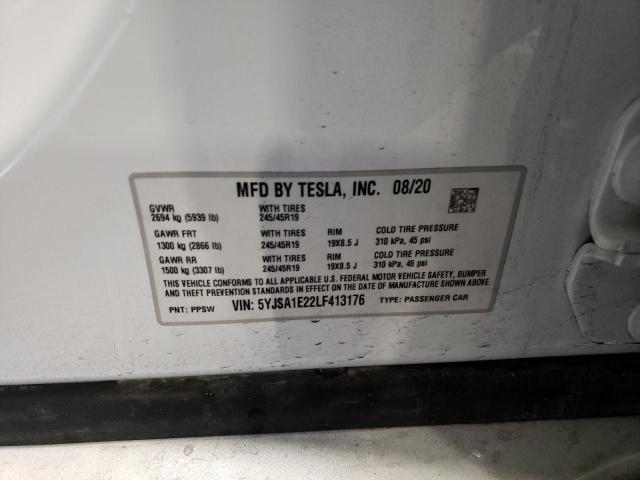 MFD BY TESLA, INC. 08/20
GVWR WITH TIRES
2694 kg (5939 lb) 245/45R19
GAWR FRT WITH TIRES RIM COLD TIRE PRESSURE
1300 kg (2866 lb) 245/45R19 19X8.5 J 310 kPa, 45 psi
GAWR RR WITH TIRES RIM COLD TIRE PRESSURE
1500 kg (3307 lb) 245/45R19 19X8.5 J 310 kPa, 45 psi
THIS VEHICLE CONFORMS TO ALL APPLICABLE U.S. FEDERAL MOTOR VEHICLE SAFETY, BUMPER
AND THEFT PREVENTION STANDARDS IN EFFECT ON THE DATE OF MANUFACTURE SHOWN ABOVE.
PNT: PPSW VIN: 5YJSA1E22LF413176 TYPE: PASSENGER CAR